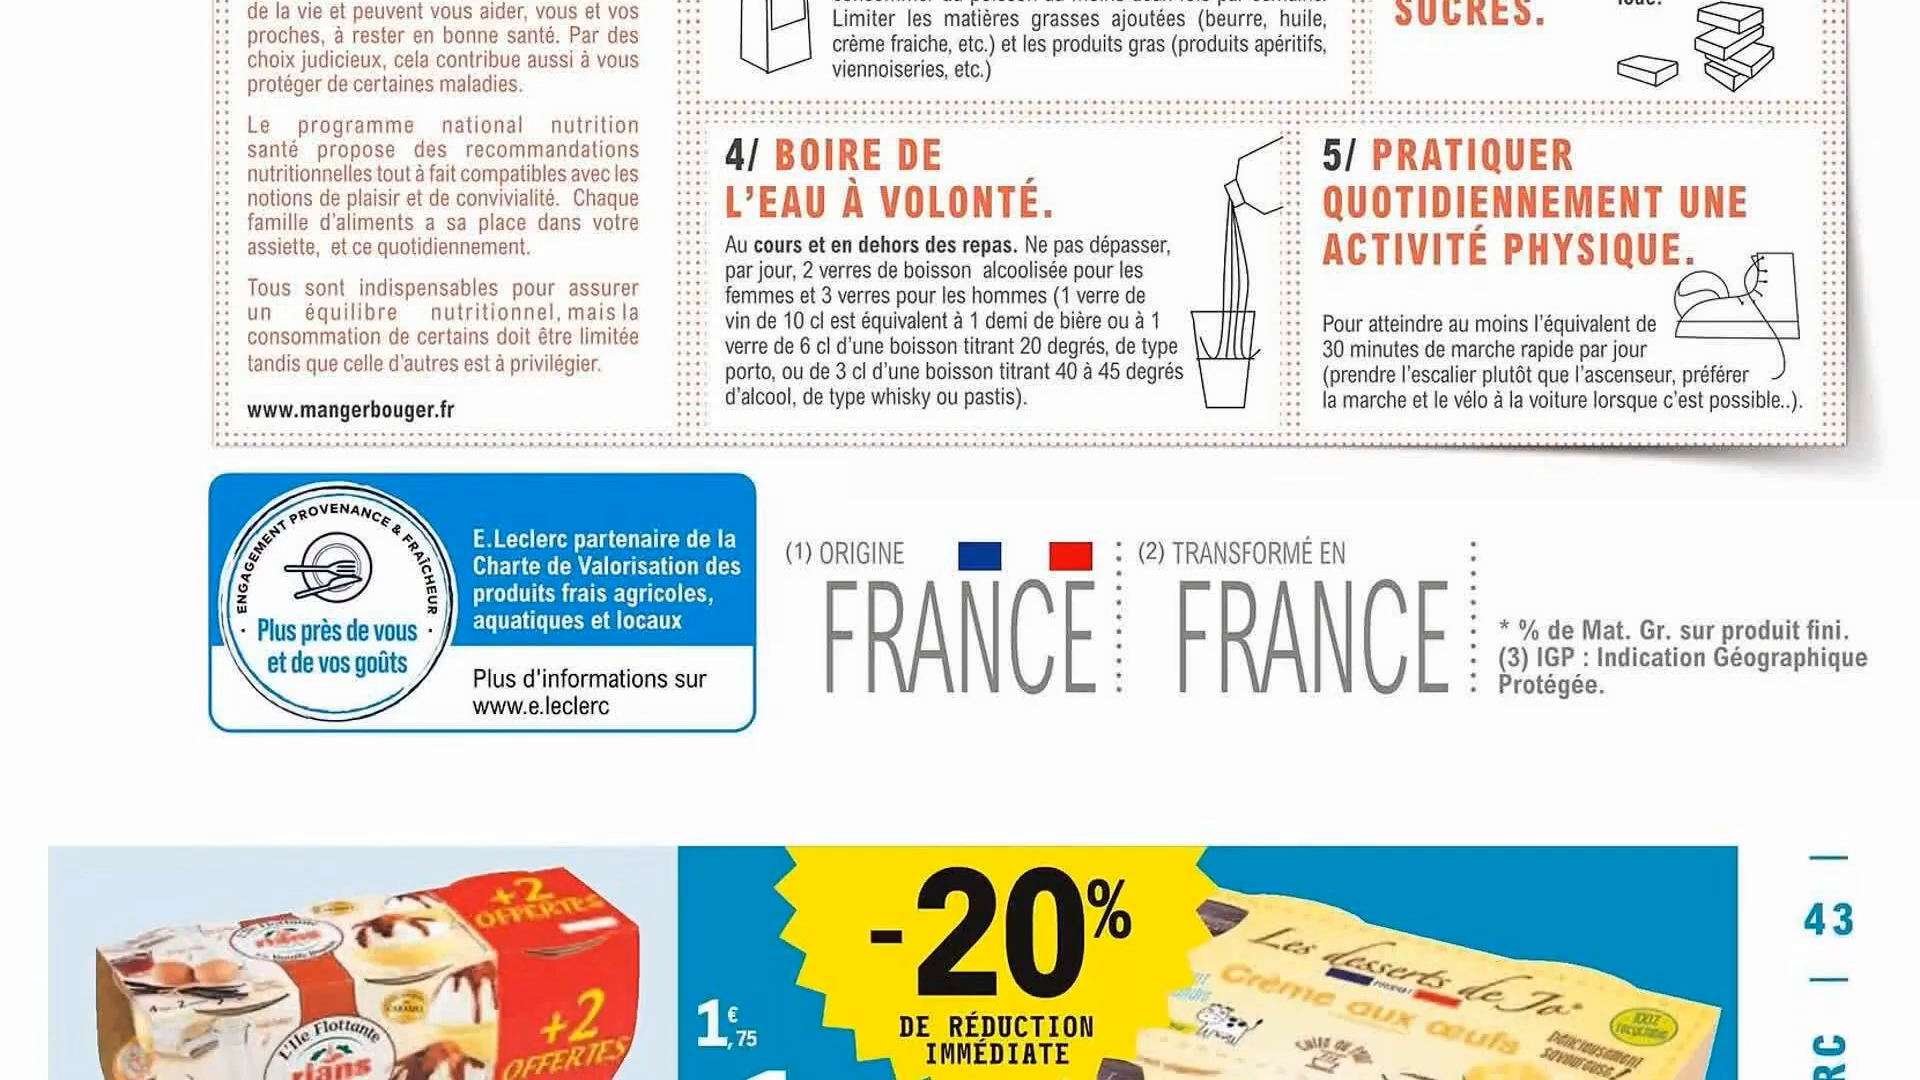 de la vie et peuvent vous aider, vous et vos
proches, à rester en bonne santé. Par des
choix judicieux, cela contribue aussi à vous
protéger de certaines maladies.
Le programme national nutrition
santé propose des recommandations
nutritionnelles tout à fait compatibles avec les
notions de plaisir et de convivialité. Chaque
famille d'aliments a sa place dans votre
assiette, et ce quotidiennement.
Tous sont indispensables pour assurer
un équilibre nutritionnel, mais la
consommation de certains doit être limitée
tandis que celle d'autres est à privilégier.
www.mangerbouger.fr
Limiter les matières grasses ajoutées (beurre, huile,
crème fraiche, etc.) et les produits gras (produits apéritifs,
viennoiseries, etc.)
SUCRÉS.
4/ BOIRE DE
L'EAU À VOLONTÉ.
Au cours et en dehors des repas. Ne pas dépasser,
par jour, 2 verres de boisson alcoolisée pour les
femmes et 3 verres pour les hommes (1 verre de
vin de 10 cl est équivalent à 1 demi de bière ou à 1
verre de 6 cl d'une boisson titrant 20 degrés, de type
porto, ou de 3 cl d'une boisson titrant 40 à 45 degrés
d'alcool, de type whisky ou pastis).
5/ PRATIQUER
QUOTIDIENNEMENT UNE
ACTIVITÉ PHYSIQUE.
Pour atteindre au moins l'équivalent de
30 minutes de marche rapide par jour
(prendre l'escalier plutôt que l'ascenseur, préférer
la marche et le vélo à la voiture lorsque c'est possible..).
ENGAGEMENT PROVENANCE & FRAÎCHEUR
Plus près de vous
et de vos goûts
E.Leclerc partenaire de la
Charte de Valorisation des
produits frais agricoles,
aquatiques et locaux
Plus d'informations sur
www.e.leclerc
(1) ORIGINE
FRANCE
(2) TRANSFORMÉ EN
FRANCE
* % de Mat. Gr. sur produit fini.
(3) IGP : Indication Géographique
Protégée.
+2
OFFERTES
rians
L'Ile Flottante
rians
CARAMEL
+2
OFFERTES
1€,75
-20%
DE RÉDUCTION
IMMÉDIATE
Les desserts de Jo
Crème aux œufs
Délicieusement
savoureuse!
43
RC